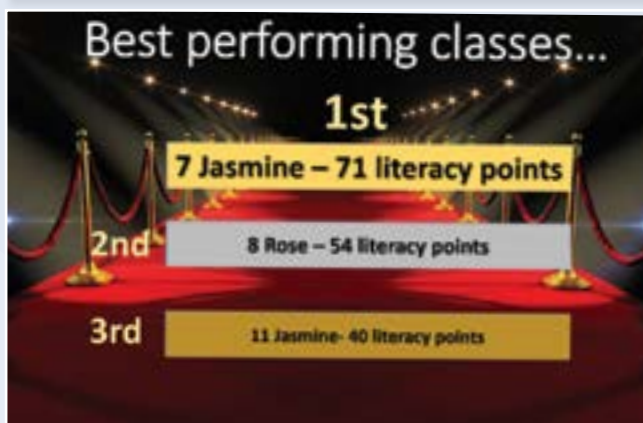 Best performing classes...
1st
7 Jasmine – 71 literacy points
2nd
8 Rose – 54 literacy points
3rd
11 Jasmine- 40 literacy points